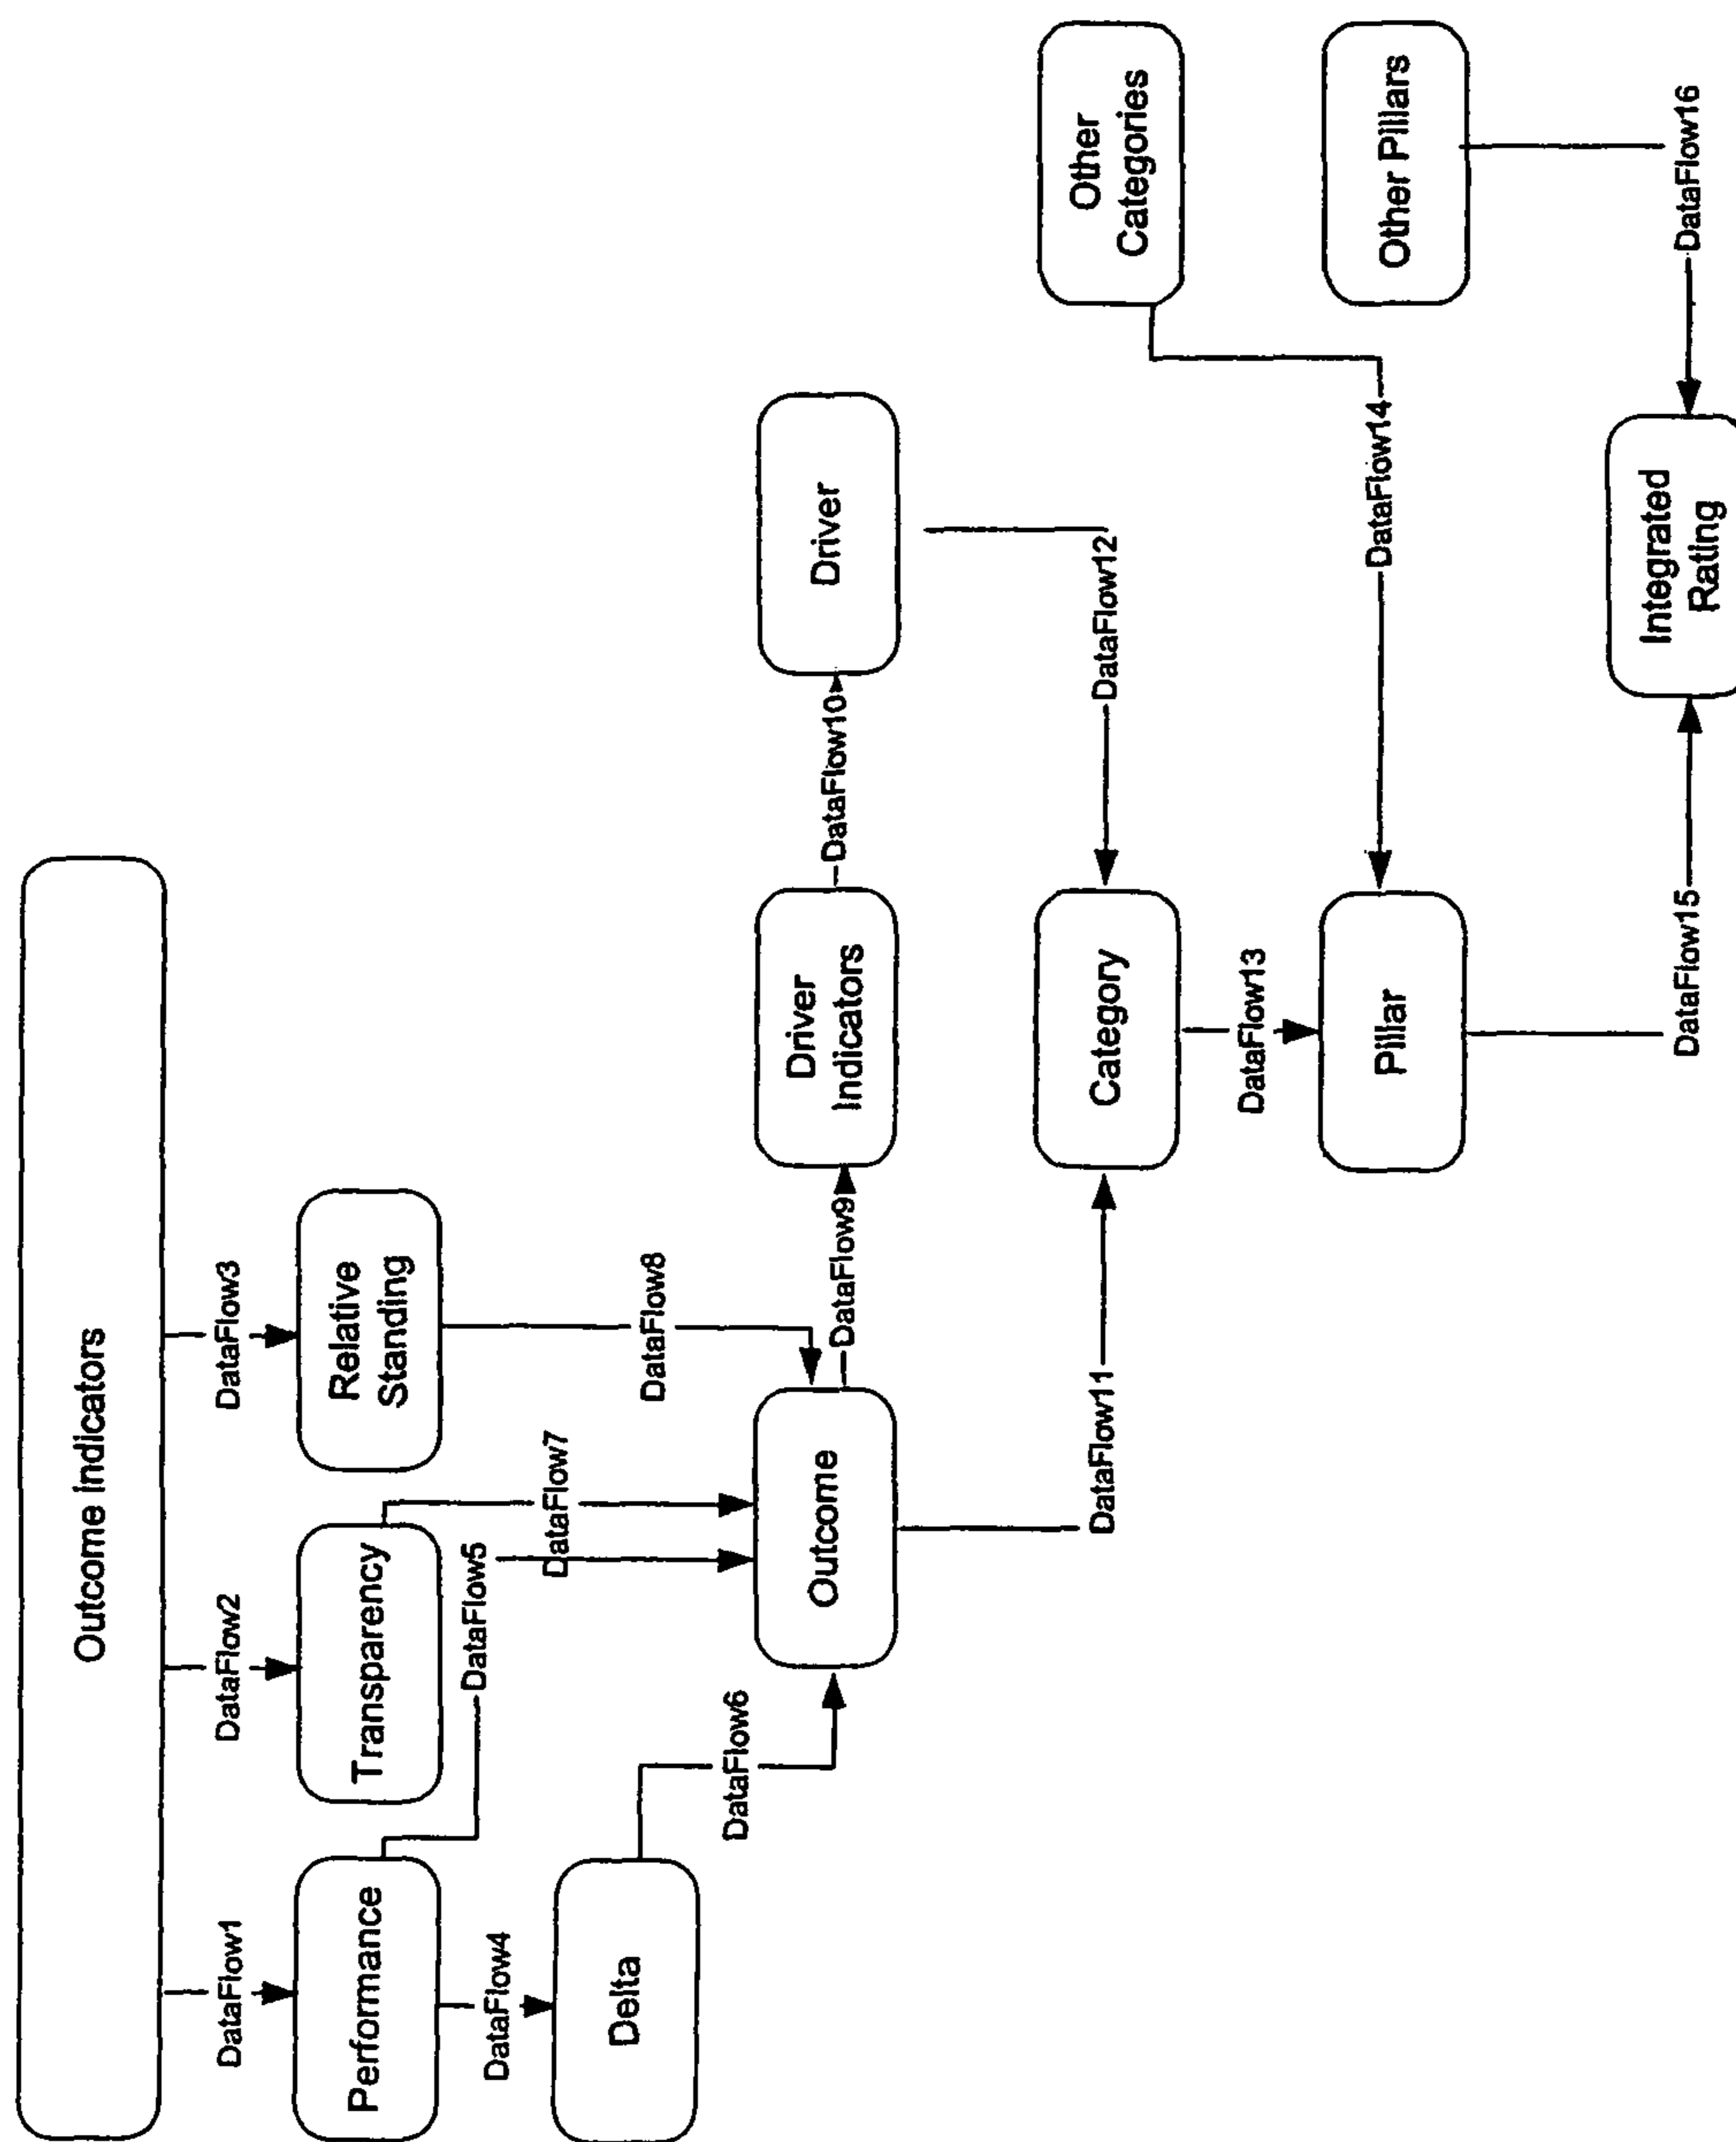 Outcome indicators
DataFlow1
DataFlow2
DataFlow3
Performance
Transparency
Relative
Standing
DataFlow4
DataFlow5
DataFlow7
DataFlow8
Delta
DataFlow6
Outcome
DataFlow9
Driver
Indicators
DataFlow10
Driver
DataFlow11
DataFlow12
Category
Other
Categories
DataFlow13
DataFlow14
Pillar
Other Pillars
DataFlow15
DataFlow16
Integrated
Rating